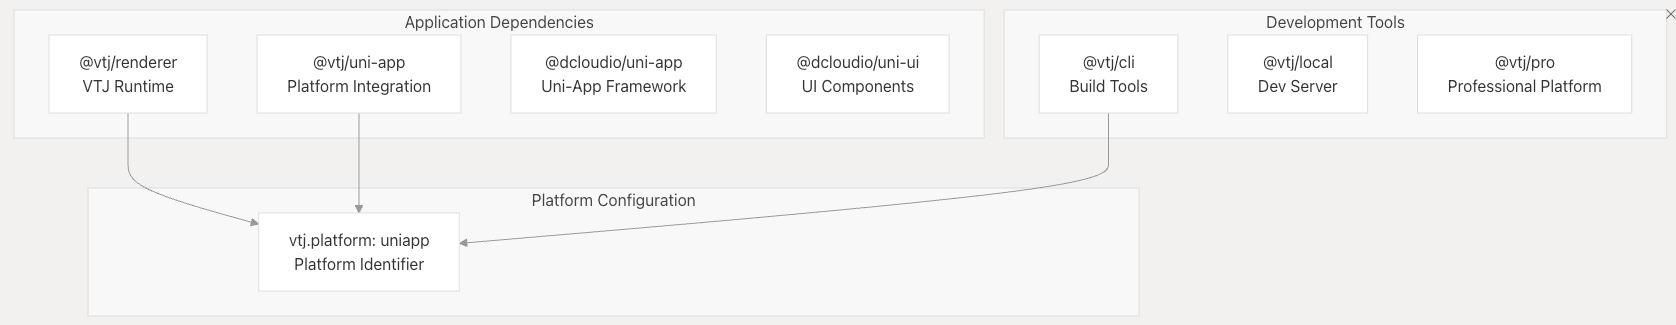 Application Dependencies
@vtj/renderer
VTJ Runtime
@vtj/uni-app
Platform Integration
@dcloudio/uni-app
Uni-App Framework
@dcloudio/uni-ui
UI Components
Development Tools
@vtj/cli
Build Tools
@vtj/local
Dev Server
@vtj/pro
Professional Platform
Platform Configuration
vtj.platform: uniapp
Platform Identifier